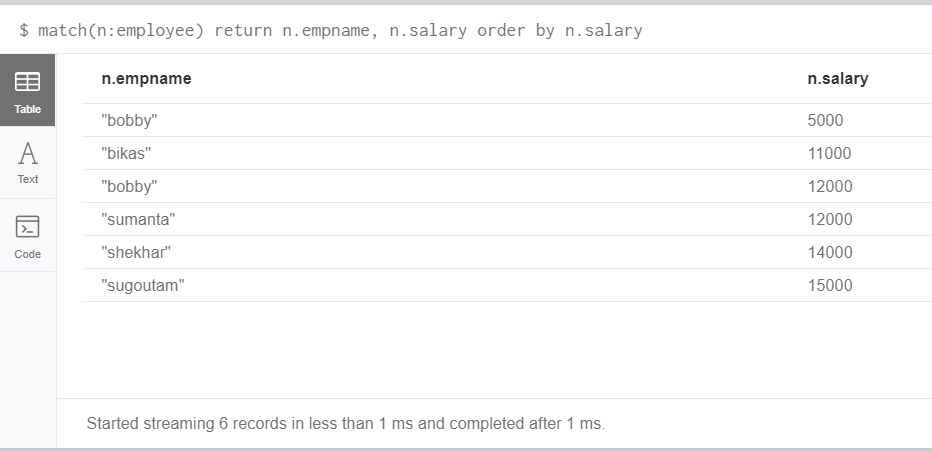 $ match(n:employee) return n.empname, n.salary order by n.salary
Table
Text
Code
n.empname n.salary
"bobby" 5000
"bikas" 11000
"bobby" 12000
"sumanta" 12000
"shekhar" 14000
"sugoutam" 15000
Started streaming 6 records in less than 1 ms and completed after 1 ms.